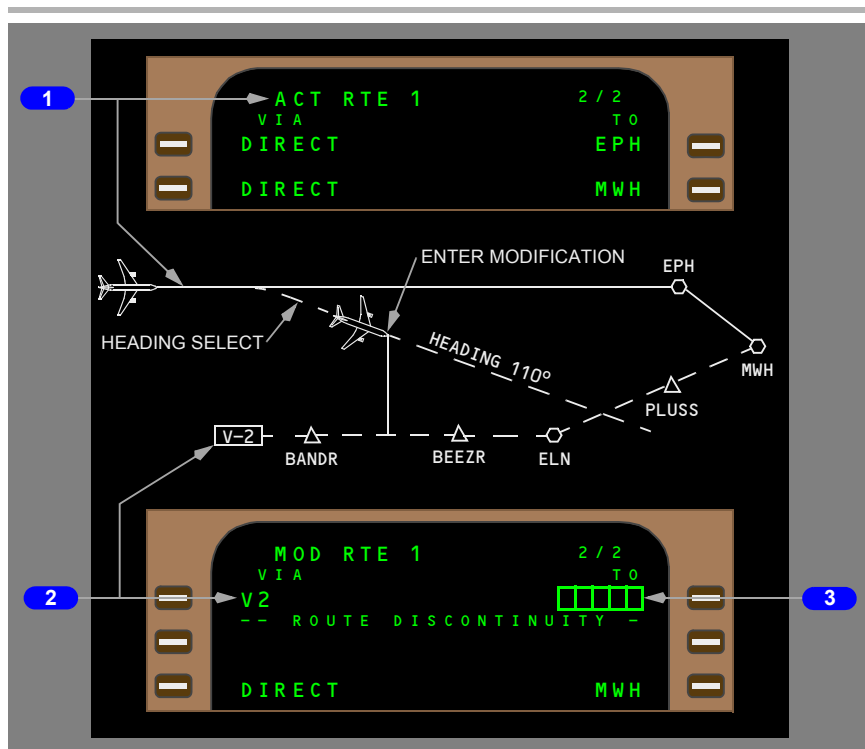 1
ACT RTE 1 2/2
VIA TO
DIRECT EPH
DIRECT MWH
ENTER MODIFICATION
EPH
HEADING SELECT
HEADING 110º
MWH
PLUSS
V-2
BANDR BEEZR ELN
MOD RTE 1 2/2
VIA TO
2 V2 3
-- ROUTE DISCONTINUITY -
DIRECT MWH